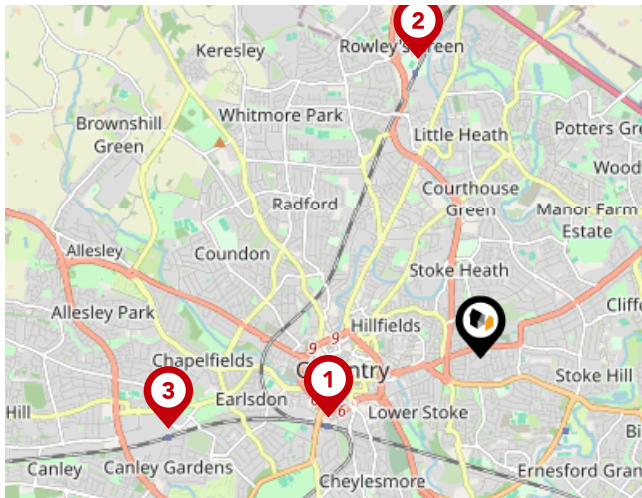 2
Rowley's Green
Keresley
Whitmore Park
Brownshill
Green
Little Heath
Potters Gre
Wood
Courthouse
Green
Radford
Manor Farm
Estate
Allesley
Coundon
Stoke Heath
Allesley Park
Cliffo
Hillfields
9
9
Chapelfields
Coventry
1
3
Stoke Hill
Earlsdon
6
Lower Stoke
Hill
Bi
Canley
Canley Gardens
Cheylesmore
Ernesford Gran